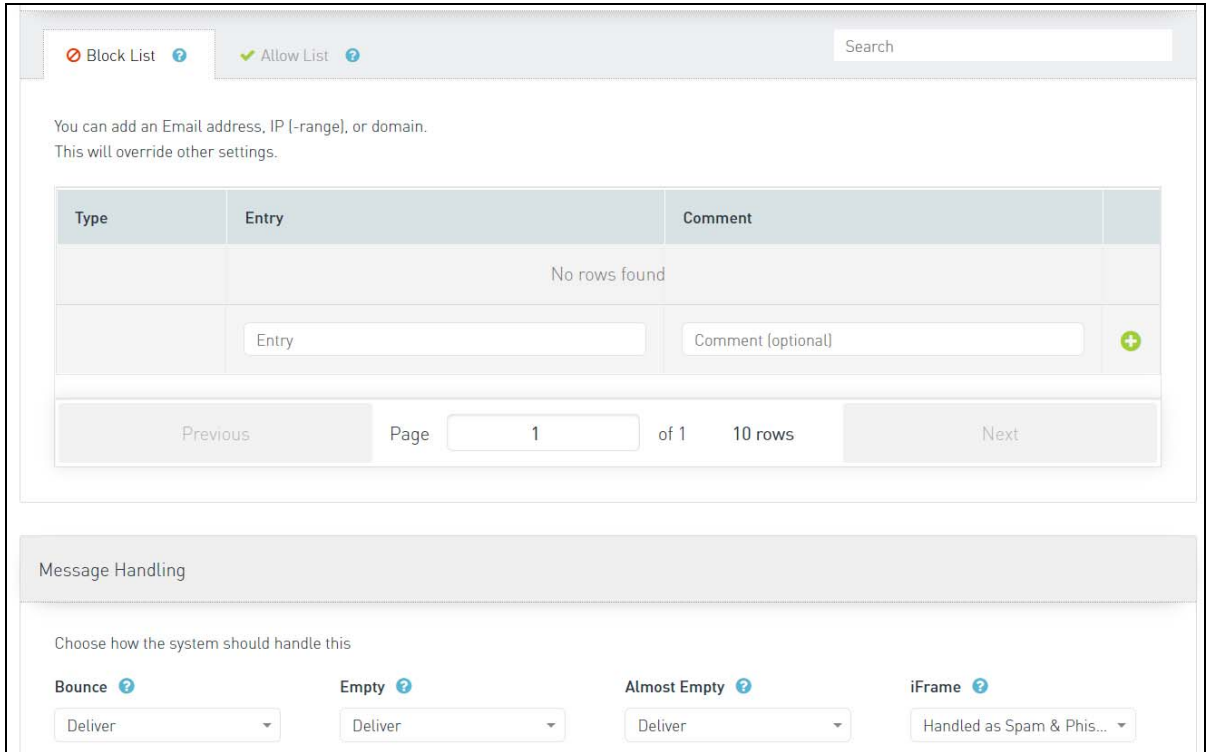 Block List ? Allow List ? Search
You can add an Email address, IP (-range), or domain.
This will override other settings.
Type Entry Comment
No rows found
Entry Comment (optional)
Previous Page 1 of 1 10 rows Next
Message Handling
Choose how the system should handle this
Bounce ? Empty ? Almost Empty ? iFrame ?
Deliver Deliver Deliver Handled as Spam & Phis...